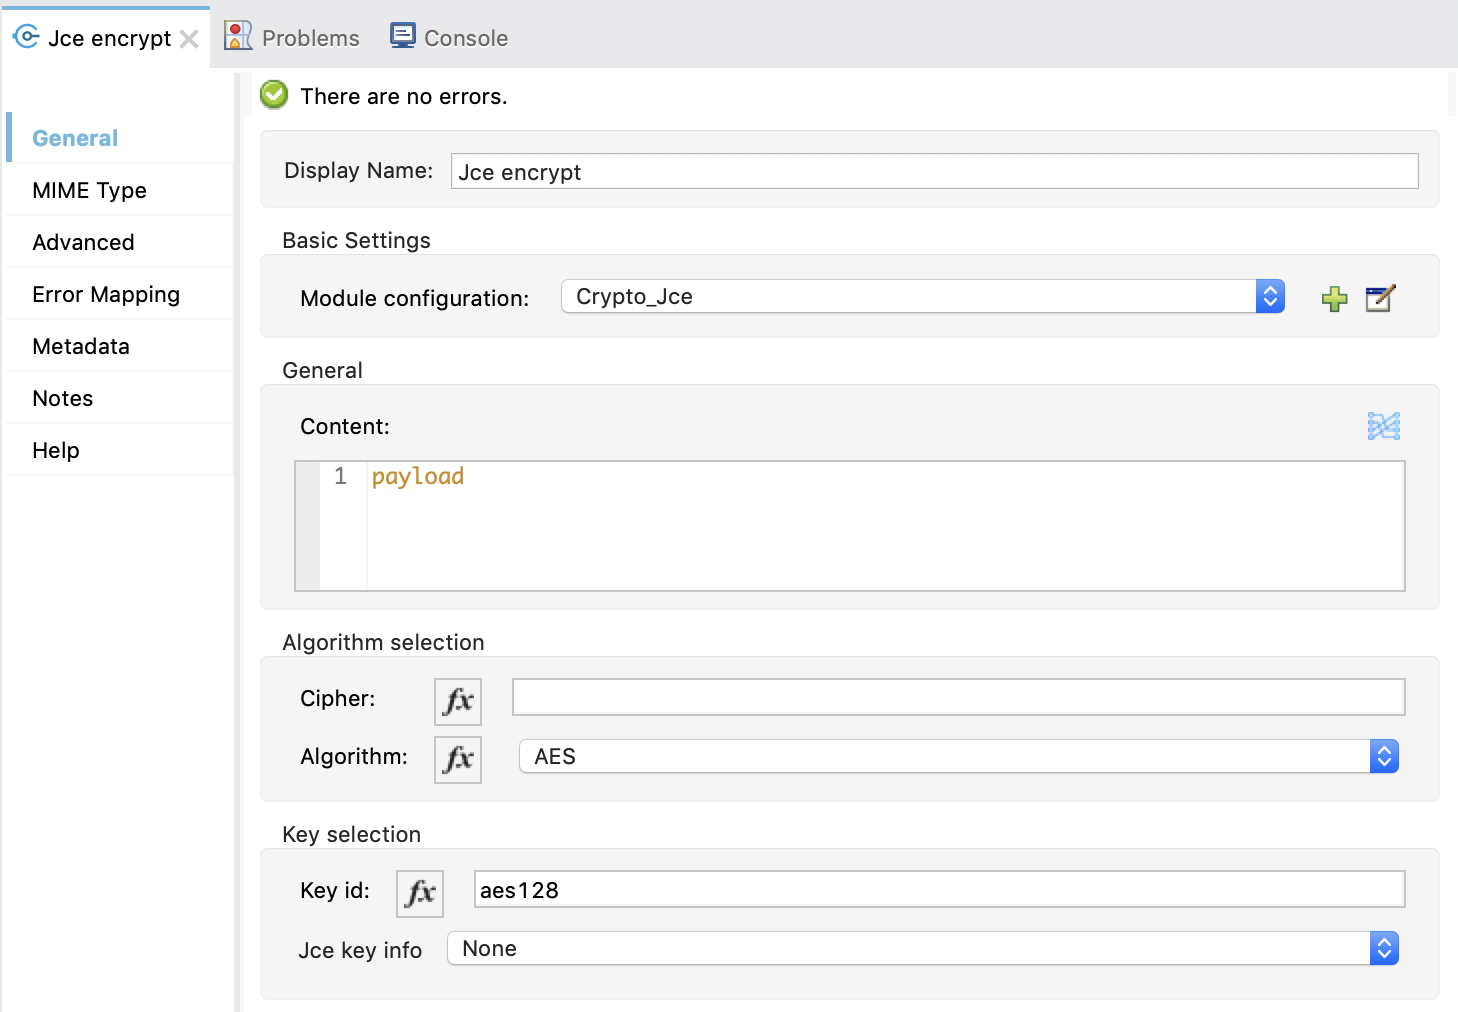 Jce encrypt Problems Console
There are no errors.
General
MIME Type
Advanced
Error Mapping
Metadata
Notes
Help
Display Name: Jce encrypt
Basic Settings
Module configuration: Crypto_Jce
General
Content:
1 payload
Algorithm selection
Cipher: fx
Algorithm: fx AES
Key selection
Key id: fx aes128
Jce key info None